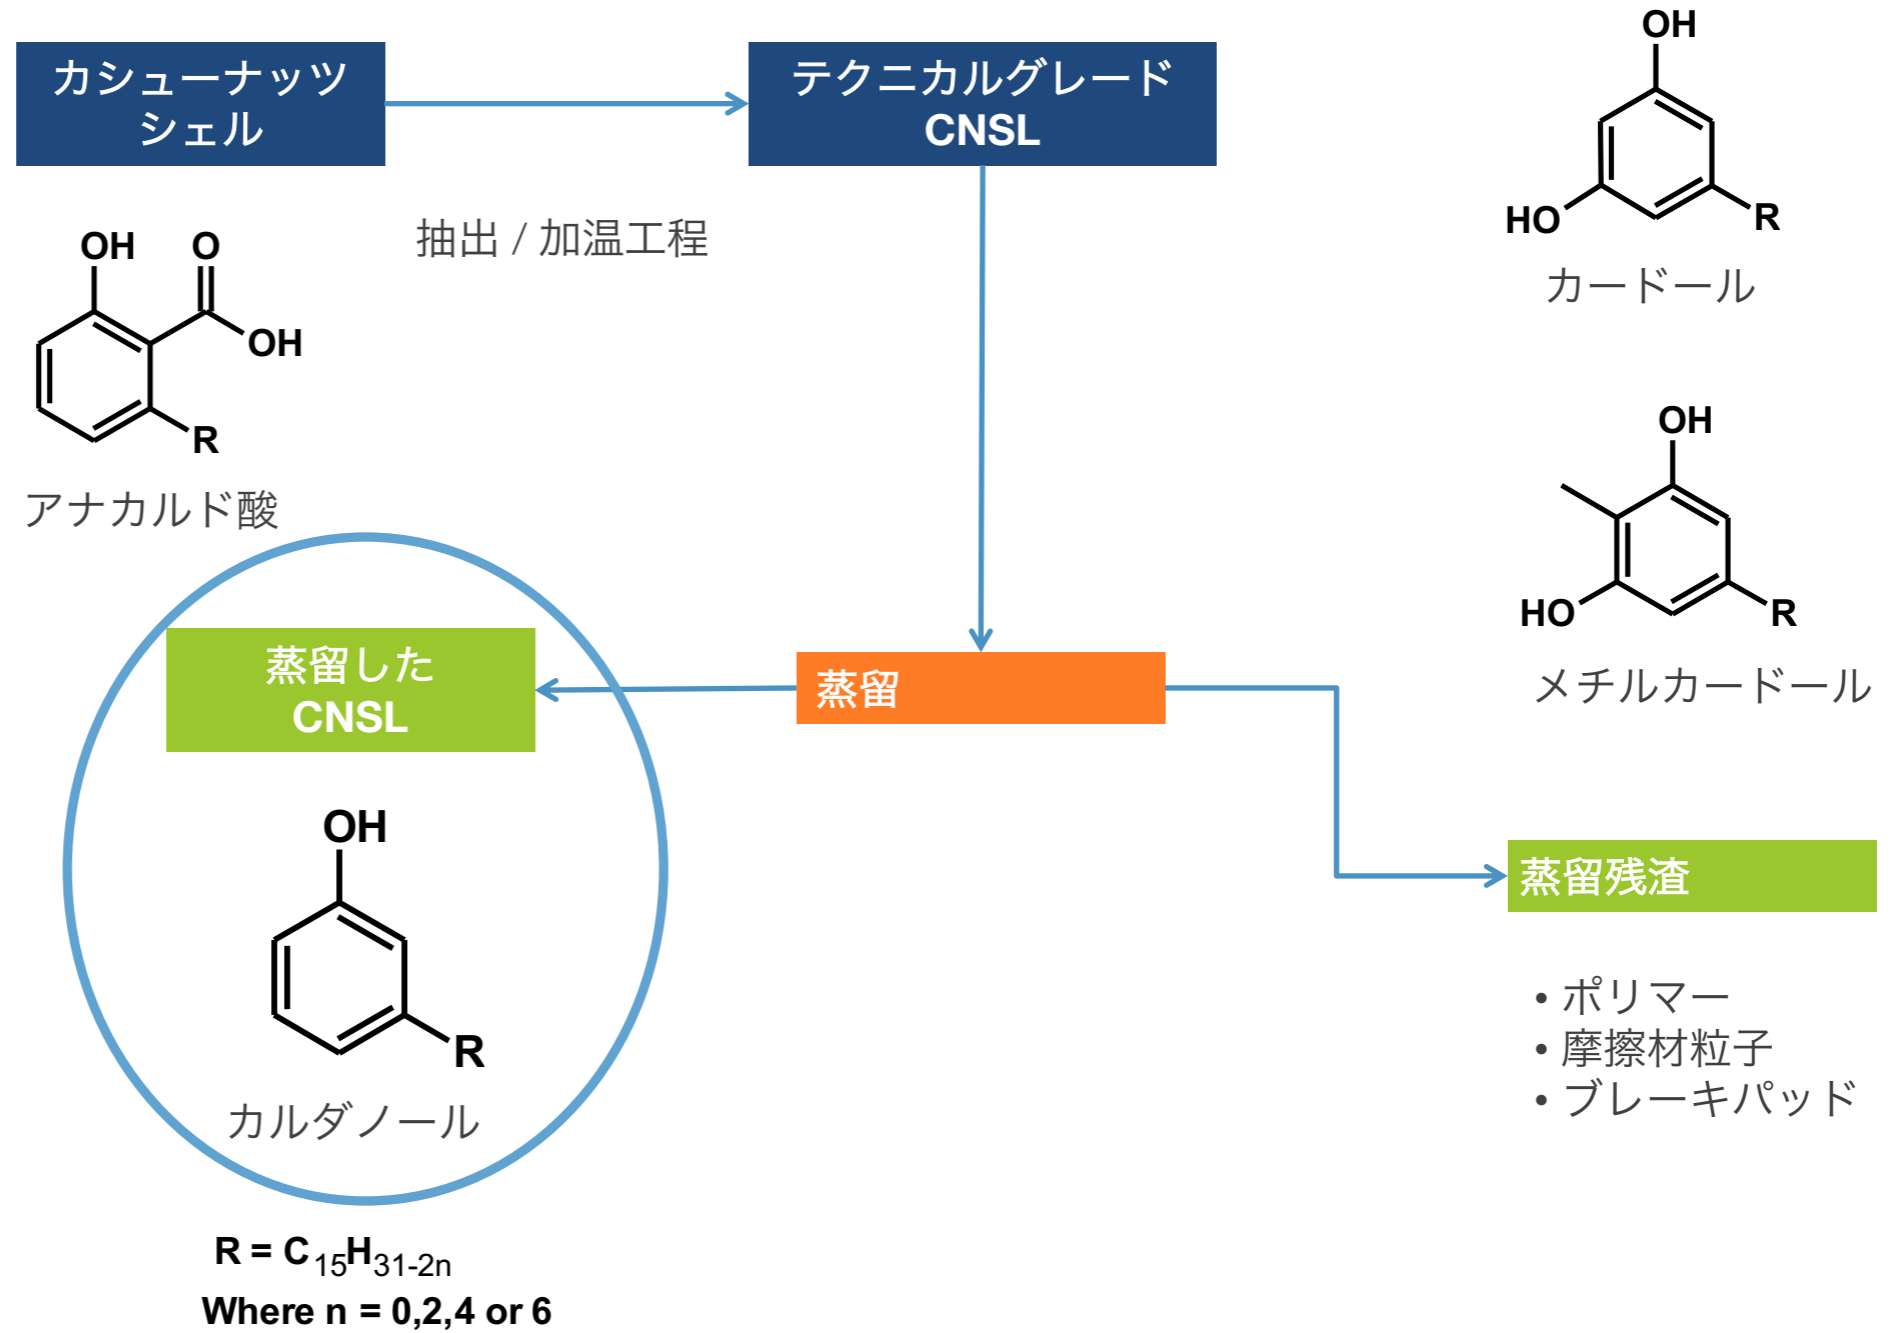 カシューナッツ
シェル
テクニカルグレード
CNSL
抽出 / 加温工程
OH
O
OH
R
アナカルド酸
OH
HO
R
カードール
OH
HO
R
メチルカードール
蒸留した
CNSL
蒸留
OH
R
カルダノール
蒸留残渣
• ポリマー
• 摩擦材粒子
• ブレーキパッド
R = C15H31-2n
Where n = 0,2,4 or 6